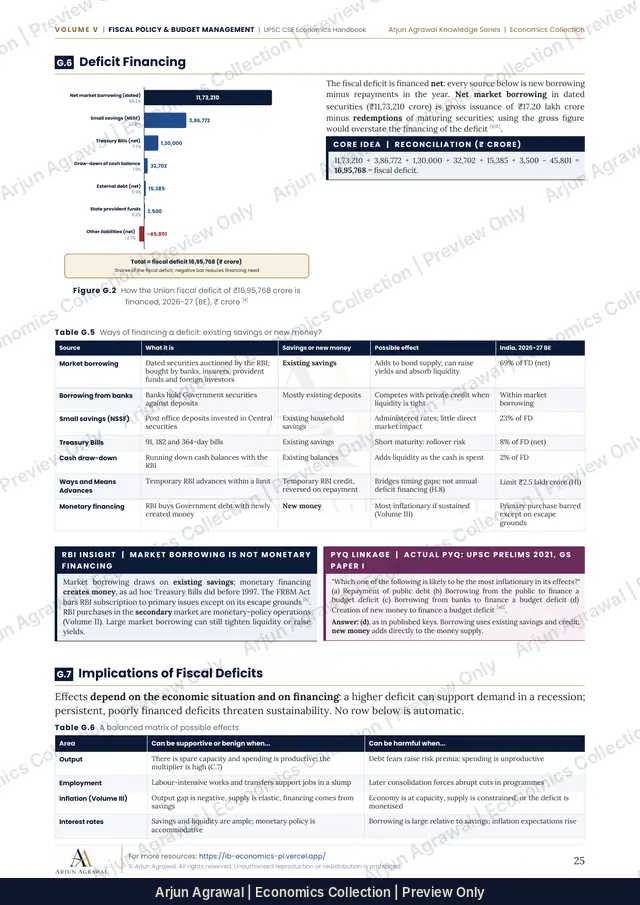 VOLUME V | FISCAL POLICY & BUDGET MANAGEMENT | UPSC CSE Economics Handbook
Arjun Agrawal Knowledge Series | Economics Collection
G.6 Deficit Financing
Net market borrowing (dated)
69.2%
11,73,210
Small savings (NSSF)
22.8%
3,86,772
Treasury Bills (net)
7.7%
1,30,000
Draw-down of cash balance
1.9%
32,702
External debt (net)
0.9%
15,385
State provident funds
0.2%
3,500
Other liabilities (net)
-2.7%
-45,801
Total = fiscal deficit 16,95,768 (₹ crore)
Shares of the fiscal deficit; negative bar reduces financing need
Figure G.2 How the Union fiscal deficit of ₹16,95,768 crore is
financed, 2026-27 (BE), ₹ crore [8]
The fiscal deficit is financed net: every source below is new borrowing
minus repayments in the year. Net market borrowing in dated
securities (₹11,73,210 crore) is gross issuance of ₹17.20 lakh crore
minus redemptions of maturing securities; using the gross figure
would overstate the financing of the deficit
CORE IDEA | RECONCILIATION (₹ CRORE)
11,73,210 + 3,86,772 + 1,30,000 + 32,702 + 15,385 + 3,500 − 45,801 =
16,95,768 = fiscal deficit.
Table G.5 Ways of financing a deficit: existing savings or new money?
Source What it is Savings or new money Possible effect India, 2026-27 BE
Market borrowing Dated securities auctioned by the RBI; Existing savings Adds to bond supply; can raise 69% of FD (net)
bought by banks, insurers, provident yields and absorb liquidity
funds and foreign investors
Borrowing from banks Banks hold Government securities Mostly existing deposits Competes with private credit when Within market
against deposits liquidity is tight borrowing
Small savings (NSSF) Post office deposits invested in Central Existing household Administered rates; little direct 23% of FD
securities savings market impact
Treasury Bills 91, 182 and 364-day bills Existing savings Short maturity: rollover risk 8% of FD (net)
Cash draw-down Running down cash balances with the Existing balances Adds liquidity as the cash is spent 2% of FD
RBI
Ways and Means Temporary RBI advances within a limit Temporary RBI credit, Bridges timing gaps; not annual Limit ₹2.5 lakh crore (H1)
Advances reversed on repayment deficit financing (H.8)
Monetary financing RBI buys Government debt with newly New money Most inflationary if sustained Primary purchase barred
created money (Volume III) except on escape
grounds
RBI INSIGHT | MARKET BORROWING IS NOT MONETARY
FINANCING
Market borrowing draws on existing savings; monetary financing
creates money, as ad hoc Treasury Bills did before 1997. The FRBM Act
bars RBI subscription to primary issues except on its escape grounds
RBI purchases in the secondary market are monetary-policy operations
(Volume II). Large market borrowing can still tighten liquidity or raise
yields.
PYQ LINKAGE | ACTUAL PYQ: UPSC PRELIMS 2021, GS
PAPER I
"Which one of the following is likely to be the most inflationary in its effects?"
(a) Repayment of public debt (b) Borrowing from the public to finance a
budget deficit (c) Borrowing from banks to finance a budget deficit (d)
Creation of new money to finance a budget deficit
Answer: (d), as in published keys. Borrowing uses existing savings and credit;
new money adds directly to the money supply.
G.7 Implications of Fiscal Deficits
Effects depend on the economic situation and on financing: a higher deficit can support demand in a recession;
persistent, poorly financed deficits threaten sustainability. No row below is automatic.
Table G.6 A balanced matrix of possible effects
Area Can be supportive or benign when... Can be harmful when...
Output There is spare capacity and spending is productive; the Debt fears raise risk premia; spending is unproductive
multiplier is high (C.7)
Employment Labour-intensive works and transfers support jobs in a slump Later consolidation forces abrupt cuts in programmes
Inflation (Volume III) Output gap is negative, supply is elastic, financing comes from Economy is at capacity, supply is constrained, or the deficit is
savings monetised
Interest rates Savings and liquidity are ample; monetary policy is Borrowing is large relative to savings; inflation expectations rise
accommodative
ARJUN AGRAWAL
For more resources: https://ib-economics-pi.vercel.app/
© Arjun Agrawal. All rights reserved. Unauthorised reproduction or redistribution is prohibited.
25
Arjun Agrawal | Economics Collection | Preview Only